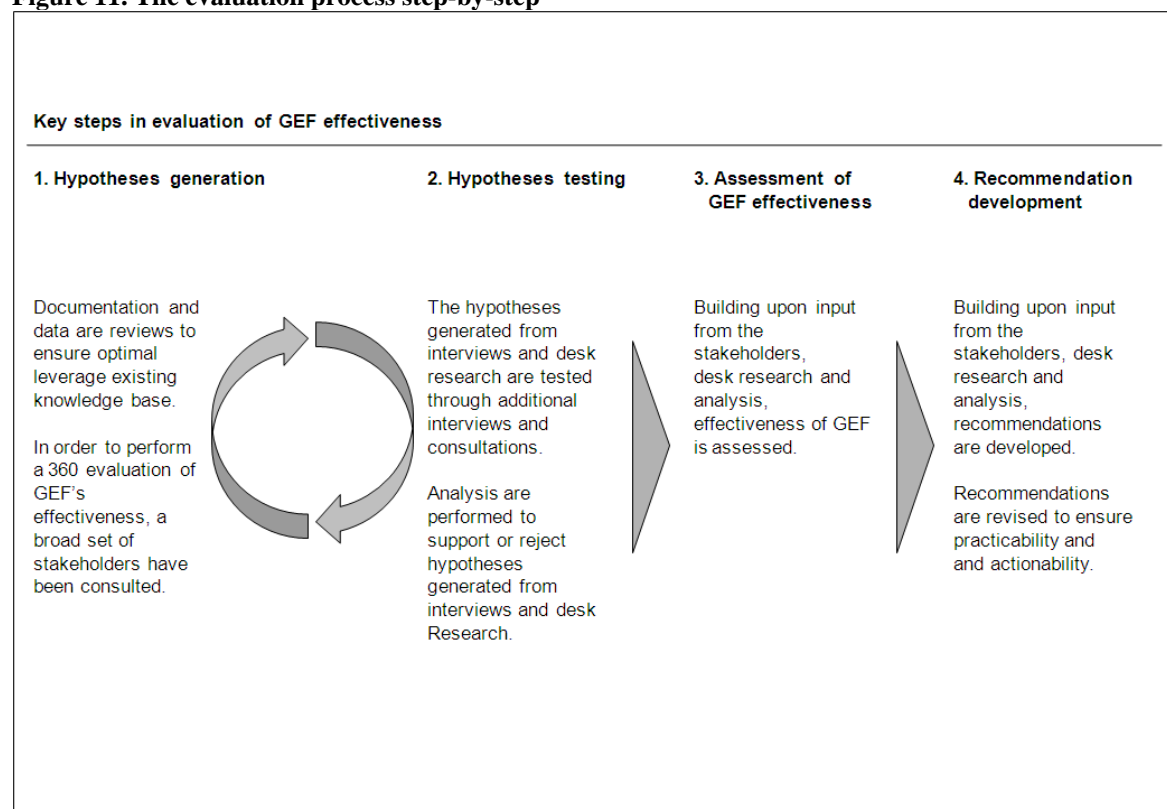 Figure 11: The evaluation process step-by-step
Key steps in evaluation of GEF effectiveness
1. Hypotheses generation
Documentation and
data are reviews to
ensure optimal
leverage existing
knowledge base.
In order to perform
a 360 evaluation of
GEF's
effectiveness, a
broad set of
stakeholders have
been consulted.
2. Hypotheses testing
The hypotheses
generated from
interviews and desk
research are tested
through additional
interviews and
consultations.
Analysis are
performed to
support or reject
hypotheses
generated from
interviews and desk
Research.
3. Assessment of
GEF effectiveness
Building upon input
from the
stakeholders,
desk research and
analysis,
effectiveness of GEF
is assessed.
4. Recommendation
development
Building upon input
from the
stakeholders, desk
research and
analysis,
recommendations
are developed.
Recommendations
are revised to ensure
practicability and
and actionability.